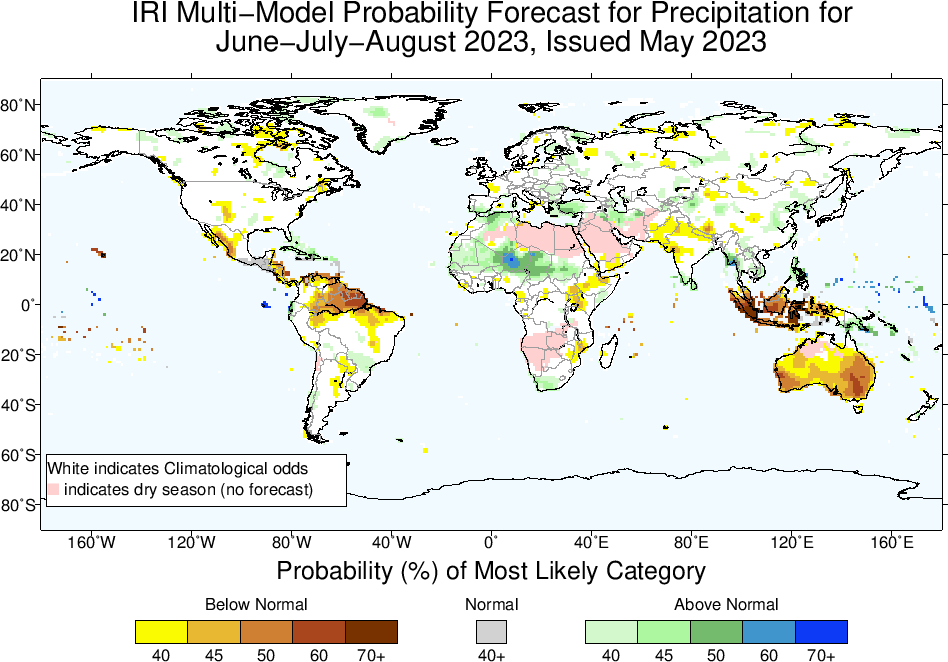 IRI Multi−Model Probability Forecast for Precipitation for
June−July−August 2023, Issued May 2023
80˚N
60˚N
40˚N
20˚N
0˚
20˚S
40˚S
60˚S
80˚S
White indicates Climatological odds
indicates dry season (no forecast)
160˚W 120˚W 80˚W 40˚W 0˚ 40˚E 80˚E 120˚E 160˚E
Probability (%) of Most Likely Category
Below Normal Normal Above Normal
40 45 50 60 70+ 40+ 40 45 50 60 70+